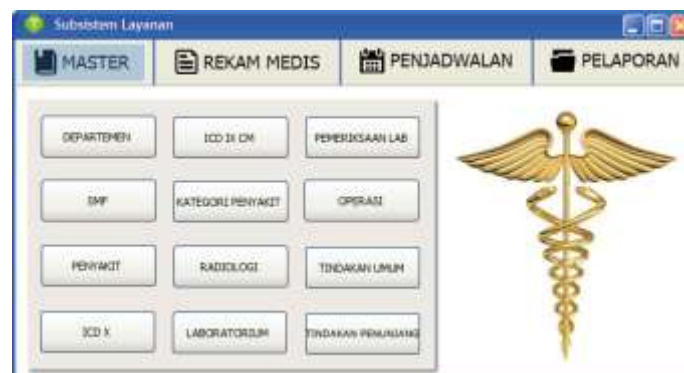 Subsistem Layanan
MASTER REKAM MEDIS PENJADWALAN PELAPORAN
DEPARTEMEN ICD IX CM PEMERIKSAAN LAB
SMF KATEGORI PENYAKIT OPERASI
PENYAKIT RADIOLOGI TINDAKAN UMUM
ICD X LABORATORIUM TINDAKAN PENUNJANG